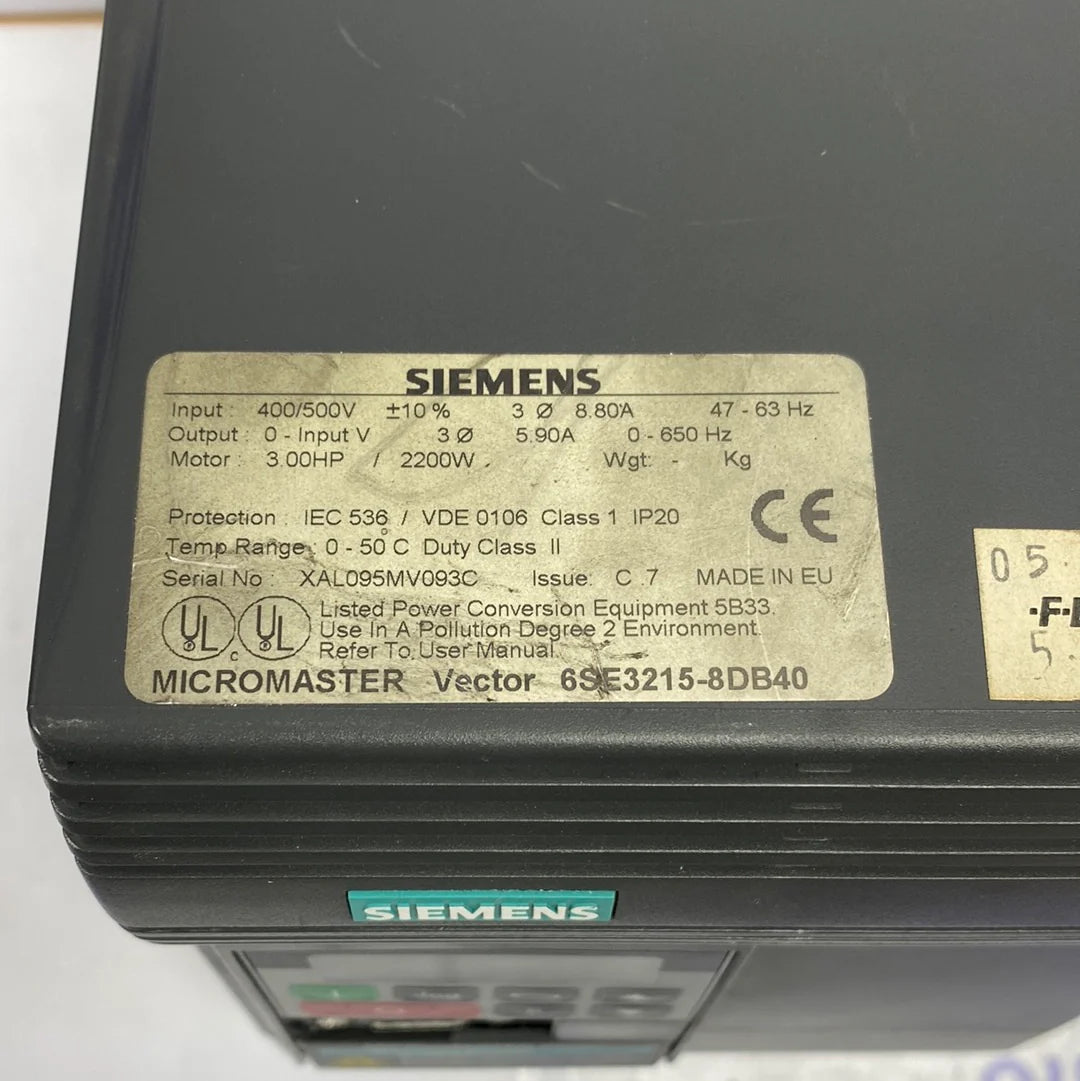 SIEMENS
Input : 400/500V ±10 % 3 Ø 8.80A 47 - 63 Hz
Output : 0 - Input V 3 Ø 5.90A 0 - 650 Hz
Motor : 3.00HP / 2200W Wgt: - Kg
Protection : IEC 536 / VDE 0106 Class 1 IP20
CE
Temp Range : 0 - 50°C Duty Class II
Serial No : XAL095MV093C Issue: C .7 MADE IN EU
UL c UL
Listed Power Conversion Equipment 5B33.
Use In A Pollution Degree 2 Environment.
Refer To User Manual.
MICROMASTER Vector 6SE3215-8DB40
05.
5.
SIEMENS